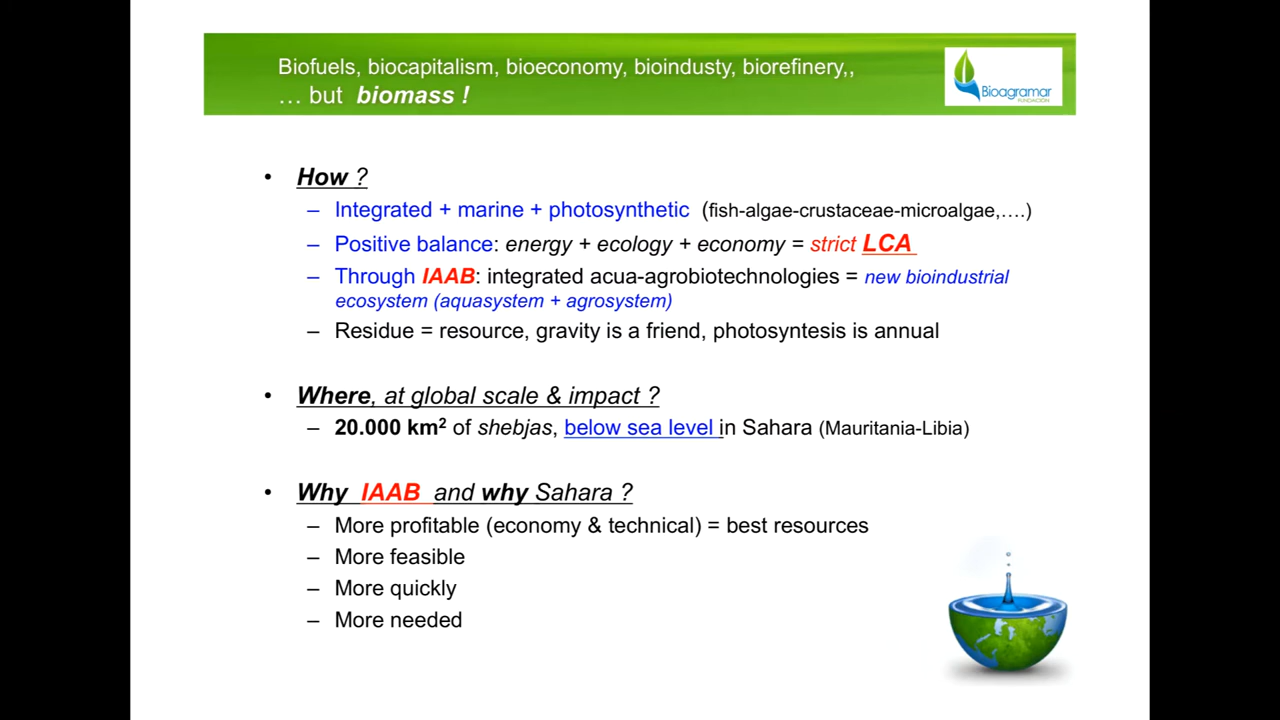 Biofuels, biocapitalism, bioeconomy, bioindusty, biorefinery,,
… but biomass !
Bioagramar
FUNDACIÓN
• How ?
– Integrated + marine + photosynthetic (fish-algae-crustaceae-microalgae,….)
– Positive balance: energy + ecology + economy = strict LCA
– Through IAAB: integrated acua-agrobiotechnologies = new bioindustrial
ecosystem (aquasystem + agrosystem)
– Residue = resource, gravity is a friend, photosyntesis is annual
• Where, at global scale & impact ?
– 20.000 km² of shebjas, below sea level in Sahara (Mauritania-Libia)
• Why IAAB and why Sahara ?
– More profitable (economy & technical) = best resources
– More feasible
– More quickly
– More needed